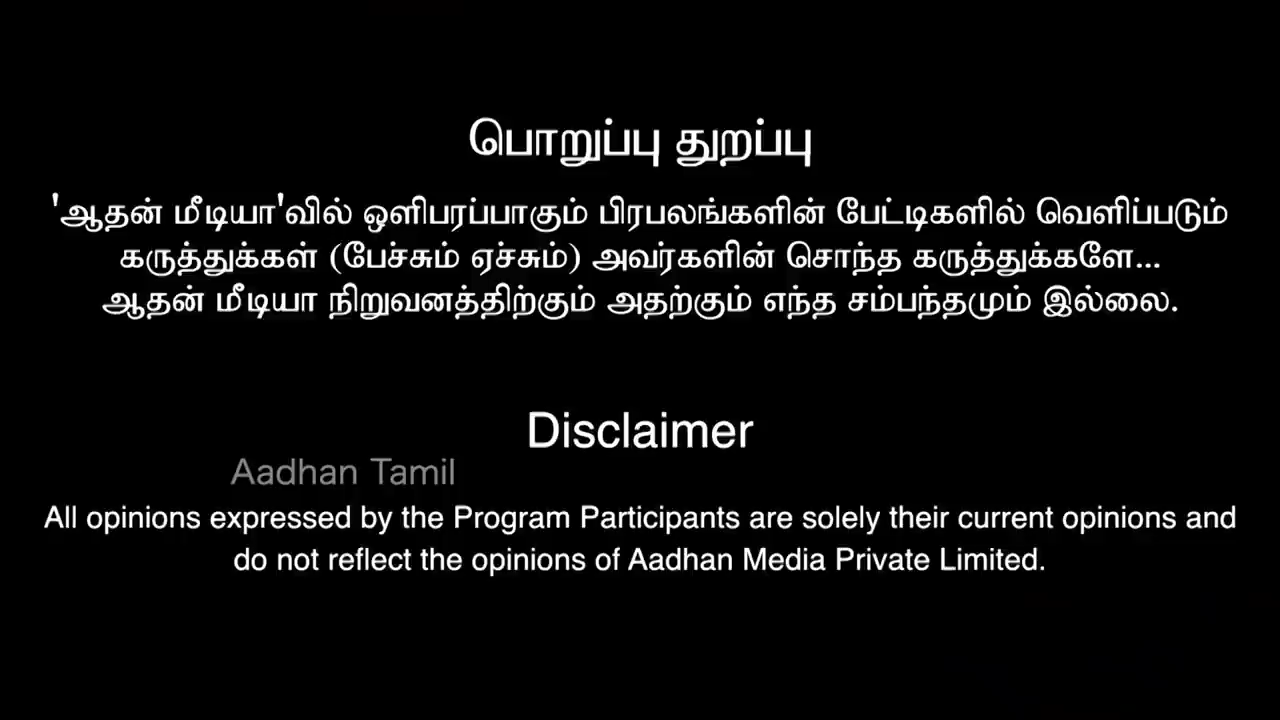 பொறுப்பு துறப்பு
'ஆதன் மீடியா'வில் ஒளிபரப்பாகும் பிரபலங்களின் பேட்டிகளில் வெளிப்படும்
கருத்துக்கள் (பேச்சும் ஏச்சும்) அவர்களின் சொந்த கருத்துக்களே...
ஆதன் மீடியா நிறுவனத்திற்கும் அதற்கும் எந்த சம்பந்தமும் இல்லை.
Disclaimer
Aadhan Tamil
All opinions expressed by the Program Participants are solely their current opinions and
do not reflect the opinions of Aadhan Media Private Limited.